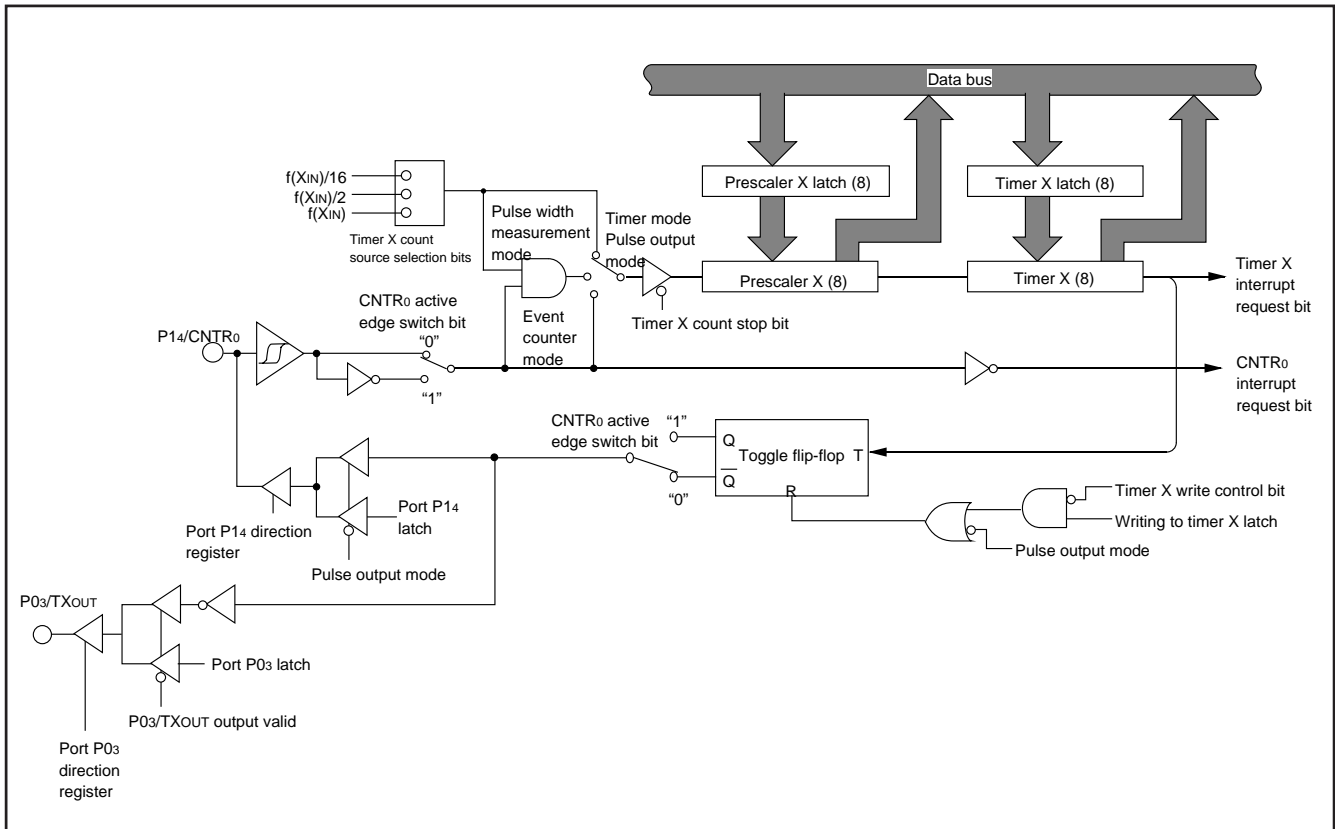 Data bus
f(XIN)/16
f(XIN)/2
f(XIN)
Timer X count
source selection bits
Pulse width
measurement
mode
Timer mode
Pulse output
mode
Prescaler X latch (8)
Timer X latch (8)
Prescaler X (8)
Timer X (8)
Timer X
interrupt
request bit
Timer X count stop bit
P14/CNTR0
CNTR0 active
edge switch bit
“0”
“1”
Event
counter
mode
CNTR0
interrupt
request bit
CNTR0 active
edge switch bit
“1”
“0”
Q
Toggle flip-flop T
Q
R
Timer X write control bit
Writing to timer X latch
Pulse output mode
Port P14
latch
Port P14 direction
register
Pulse output mode
P03/TXOUT
Port P03 latch
P03/TXOUT output valid
Port P03
direction
register